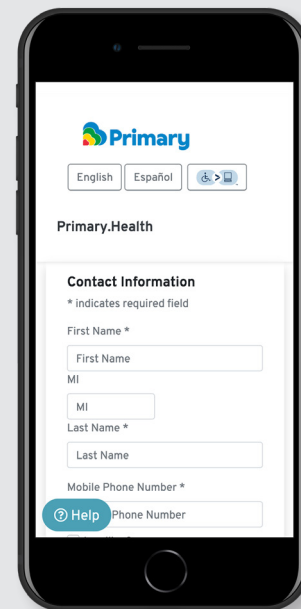 Primary
English Español
Primary.Health
Contact Information
* indicates required field
First Name *
First Name
MI
MI
Last Name *
Last Name
Mobile Phone Number *
Help Phone Number